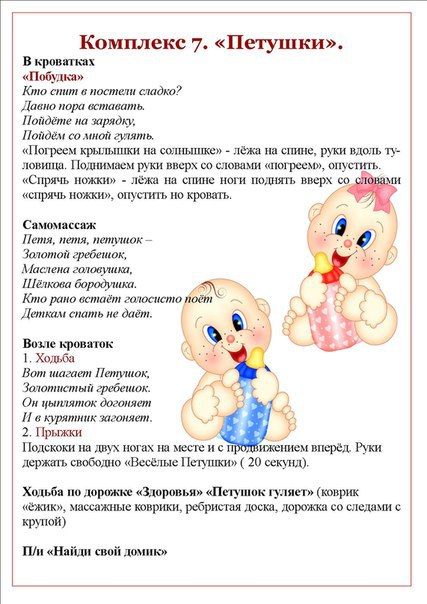 Комплекс 7. «Петушки».
В кроватках
«Побудка»
Кто спит в постели сладко?
Давно пора вставать.
Пойдёте на зарядку,
Пойдём со мной гулять.
«Погреем крылышки на солнышке» - лёжа на спине, руки вдоль ту-
ловища. Поднимаем руки вверх со словами «погреем», опустить.
«Спрячь ножки» - лёжа на спине ноги поднять вверх со словами
«спрячь ножки», опустить но кровать.
Самомассаж
Петя, петя, петушок –
Золотой гребешок,
Маслена головушка,
Шёлкова бородушка.
Кто рано встаёт голосисто поёт
Деткам спать не даёт.
Возле кроваток
1. Ходьба
Вот шагает Петушок,
Золотистый гребешок.
Он цыпляток догоняет
И в курятник загоняет.
2. Прыжки
Подскоки на двух ногах на месте и с продвижением вперёд. Руки
держать свободно «Весёлые Петушки» ( 20 секунд).
Ходьба по дорожке «Здоровья» «Петушок гуляет» (коврик
«ёжик», массажные коврики, ребристая доска, дорожка со следами с
крупой)
П/и «Найди свой домик»